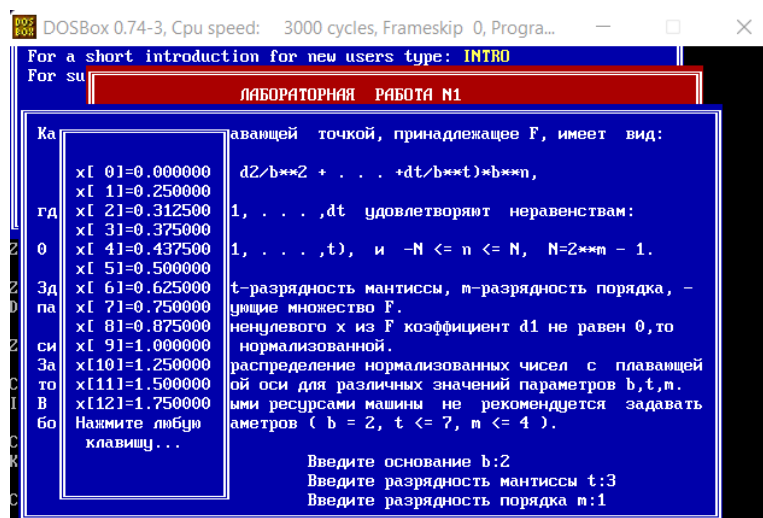 DOSBox 0.74-3, Cpu speed: 3000 cycles, Frameskip 0, Progra...
For a short introduction for new users type: INTRO
For su
ЛАБОРАТОРНАЯ РАБОТА N1
Ка авающей точкой, принадлежащее F, имеет вид:
x[ 0]=0.000000 d2/b**2 + . . . +dt/b**t)*b**n,
x[ 1]=0.250000
гд x[ 2]=0.312500 1, . . . ,dt удовлетворяют неравенствам:
x[ 3]=0.375000
0 x[ 4]=0.437500 1, . . . ,t), и -N <= n <= N, N=2**m - 1.
x[ 5]=0.500000
Зд x[ 6]=0.625000 t-разрядность мантиссы, m-разрядность порядка, -
па x[ 7]=0.750000 ующие множество F.
x[ 8]=0.875000 ненулевого x из F коэффициент d1 не равен 0,то
си x[ 9]=1.000000 нормализованной.
За x[10]=1.250000 распределение нормализованных чисел с плавающей
то x[11]=1.500000 ой оси для различных значений параметров b,t,m.
В x[12]=1.750000 ыми ресурсами машины не рекомендуется задавать
бо Нажмите любую аметров ( b = 2, t <= 7, m <= 4 ).
клавишу...
Введите основание b:2
Введите разрядность мантиссы t:3
Введите разрядность порядка m:1